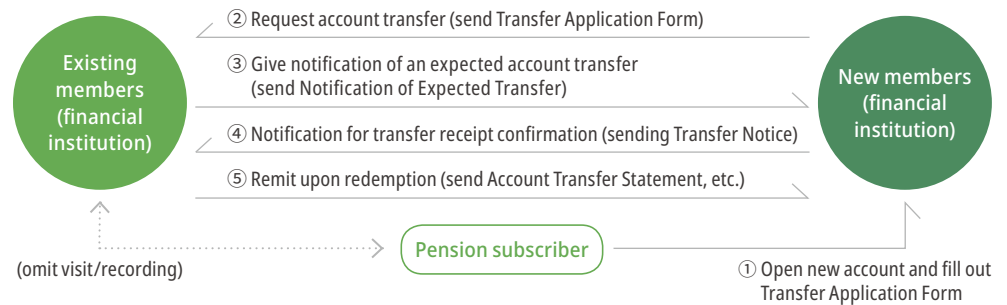 ② Request account transfer (send Transfer Application Form)
Existing
members
(financial
institution)
③ Give notification of an expected account transfer
(send Notification of Expected Transfer)
New members
(financial
institution)
④ Notification for transfer receipt confirmation (sending Transfer Notice)
⑤ Remit upon redemption (send Account Transfer Statement, etc.)
Pension subscriber
(omit visit/recording)
① Open new account and fill out
Transfer Application Form